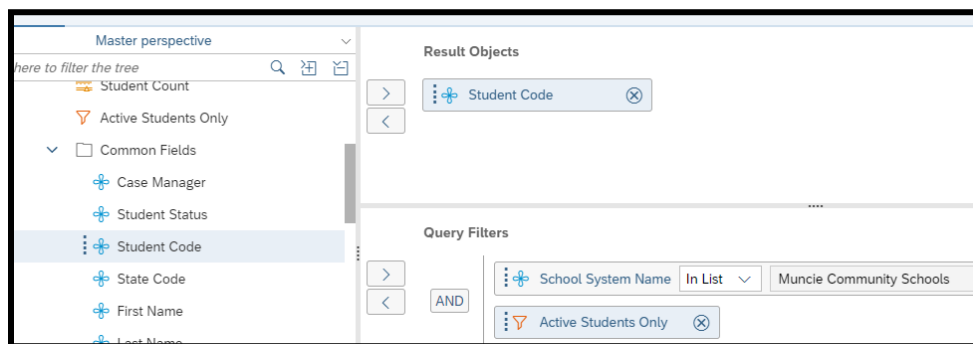 Master perspective
here to filter the tree
Student Count
Active Students Only
Common Fields
Case Manager
Student Status
Student Code
State Code
First Name
Last Name
Result Objects
Student Code
Query Filters
AND
School System Name In List Muncie Community Schools
Active Students Only